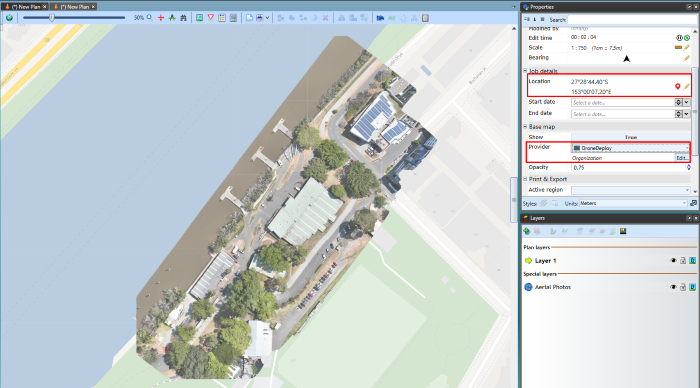 (*) New Plan
(*) New Plan
50%
Properties
Search:
Modified by
(empty)
Edit time
00 : 02 : 04
Scale
1 : 750 (1cm = 7.5m)
Bearing
Job details
Location
27°28'44.40"S
153°00'07.20"E
Start date
Select a date...
End date
Select a date...
Base map
Show
True
Provider
DroneDeploy
Organization
Edit...
Opacity
0.75
Print & Export
Active region
Styles:
Units:
Meters
Layers
Plan layers
Layer 1
Special layers
Aerial Photos